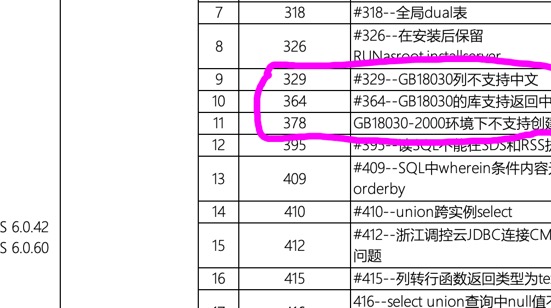 7 318 #318--全局dual表
8 326 #326--在安装后保留
RUNasroot.installserver
9 329 #329--GB18030列不支持中文
10 364 #364--GB18030的库支持返回中
11 378 GB18030-2000环境下不支持创建
12 395 #395--读SQL不能在SDS和RSS执
13 409 #409--SQL中wherein条件内容
orderby
14 410 #410--union跨实例select
S 6.0.42
S 6.0.60
15 412 #412--浙江调控云JDBC连接CM
问题
16 415 #415--列转行函数返回类型为te
416--select union查询中null值